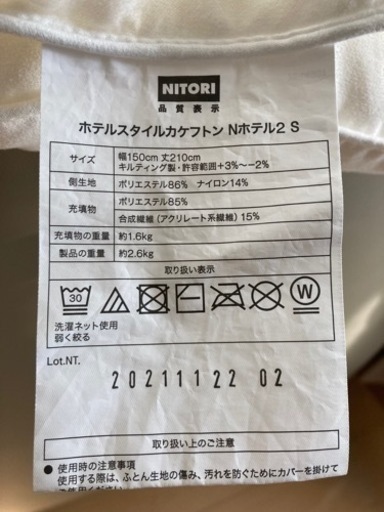 NITORI
品質表示
ホテルスタイルカケフトン Nホテル2 S
サイズ 幅150cm 丈210cm
キルティング製・許容範囲+3%〜−2%
側生地 ポリエステル86% ナイロン14%
充填物 ポリエステル85%
合成繊維(アクリレート系繊維) 15%
充填物の重量 約1.6kg
製品の重量 約2.6kg
取り扱い表示
30 W
洗濯ネット使用
弱く絞る
Lot.NT.
20211122 02
取り扱い上のご注意
●使用時の注意事項
使用する際は、ふとん生地の傷み、汚れを防ぐためにカバーを掛けて